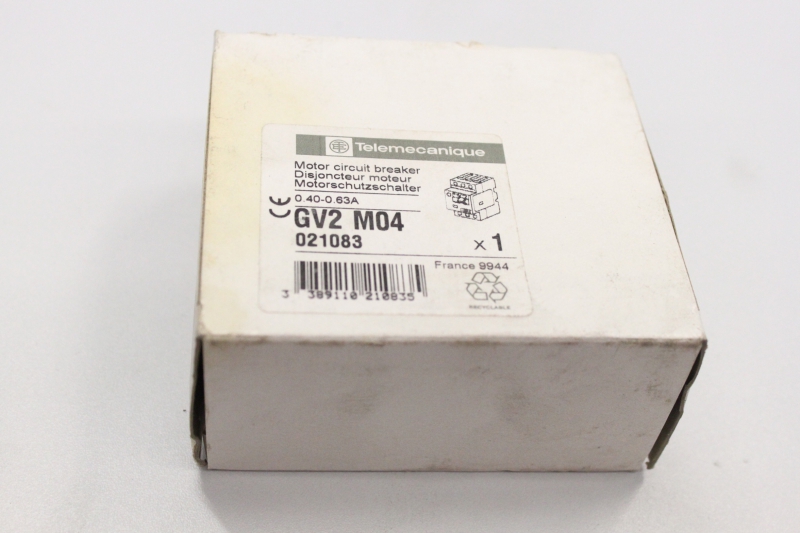 Telemecanique
Motor circuit breaker
Disjoncteur moteur
Motorschutzschalter
0.40-0.63A
CE GV2 M04
021083 x 1
France 9944
3 389110 210835
RECYCLABLE